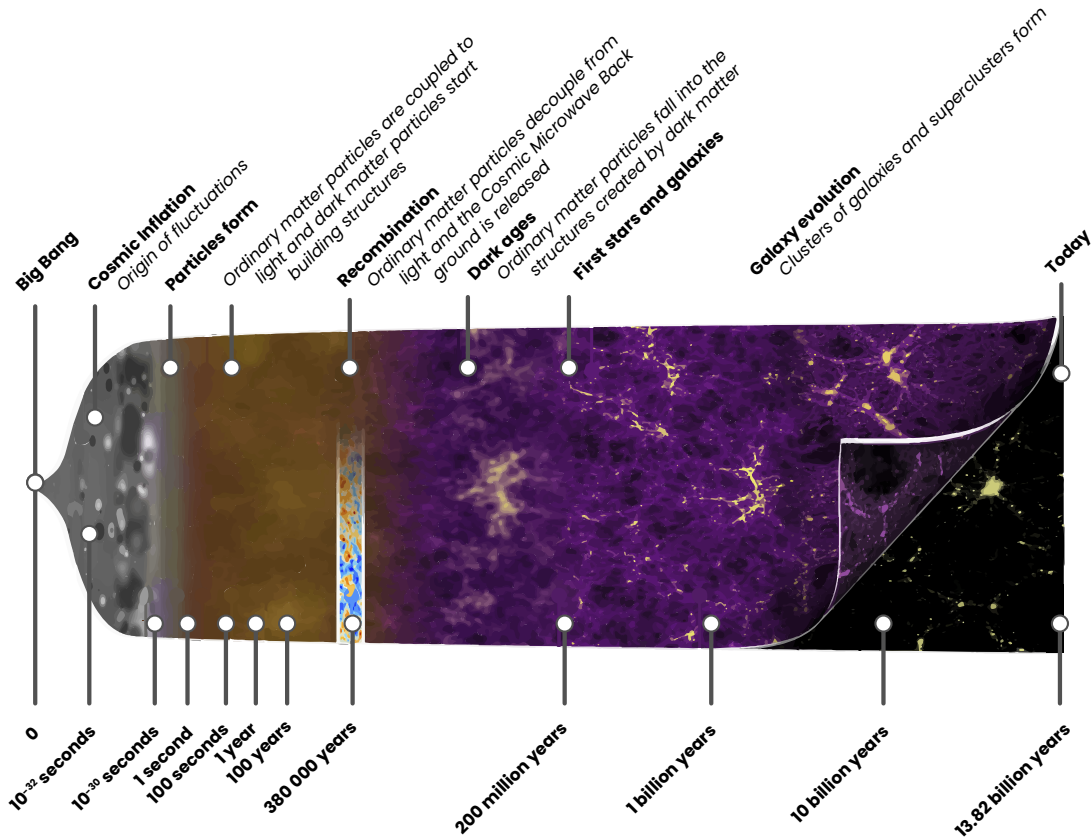 Big Bang
Cosmic Inflation
Origin of fluctuations
Particles form
Ordinary matter particles are coupled to
light and dark matter particles start
building structures
Recombination
Ordinary matter particles decouple from
light and the Cosmic Microwave Back
ground is released
Dark ages
Ordinary matter particles fall into the
structures created by dark matter
First stars and galaxies
Galaxy evolution
Clusters of galaxies and superclusters form
Today
0
10⁻³² seconds
10⁻³⁰ seconds
1 second
100 seconds
1 year
100 years
380 000 years
200 million years
1 billion years
10 billion years
13.82 billion years